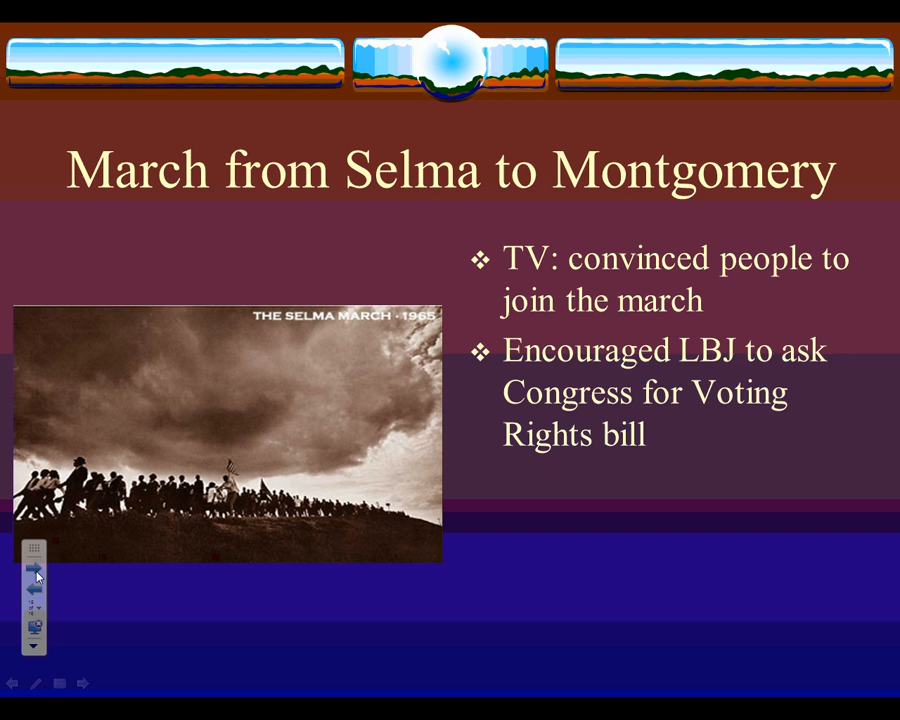 March from Selma to Montgomery
TV: convinced people to
join the march
Encouraged LBJ to ask
Congress for Voting
Rights bill
THE SELMA MARCH · 1965